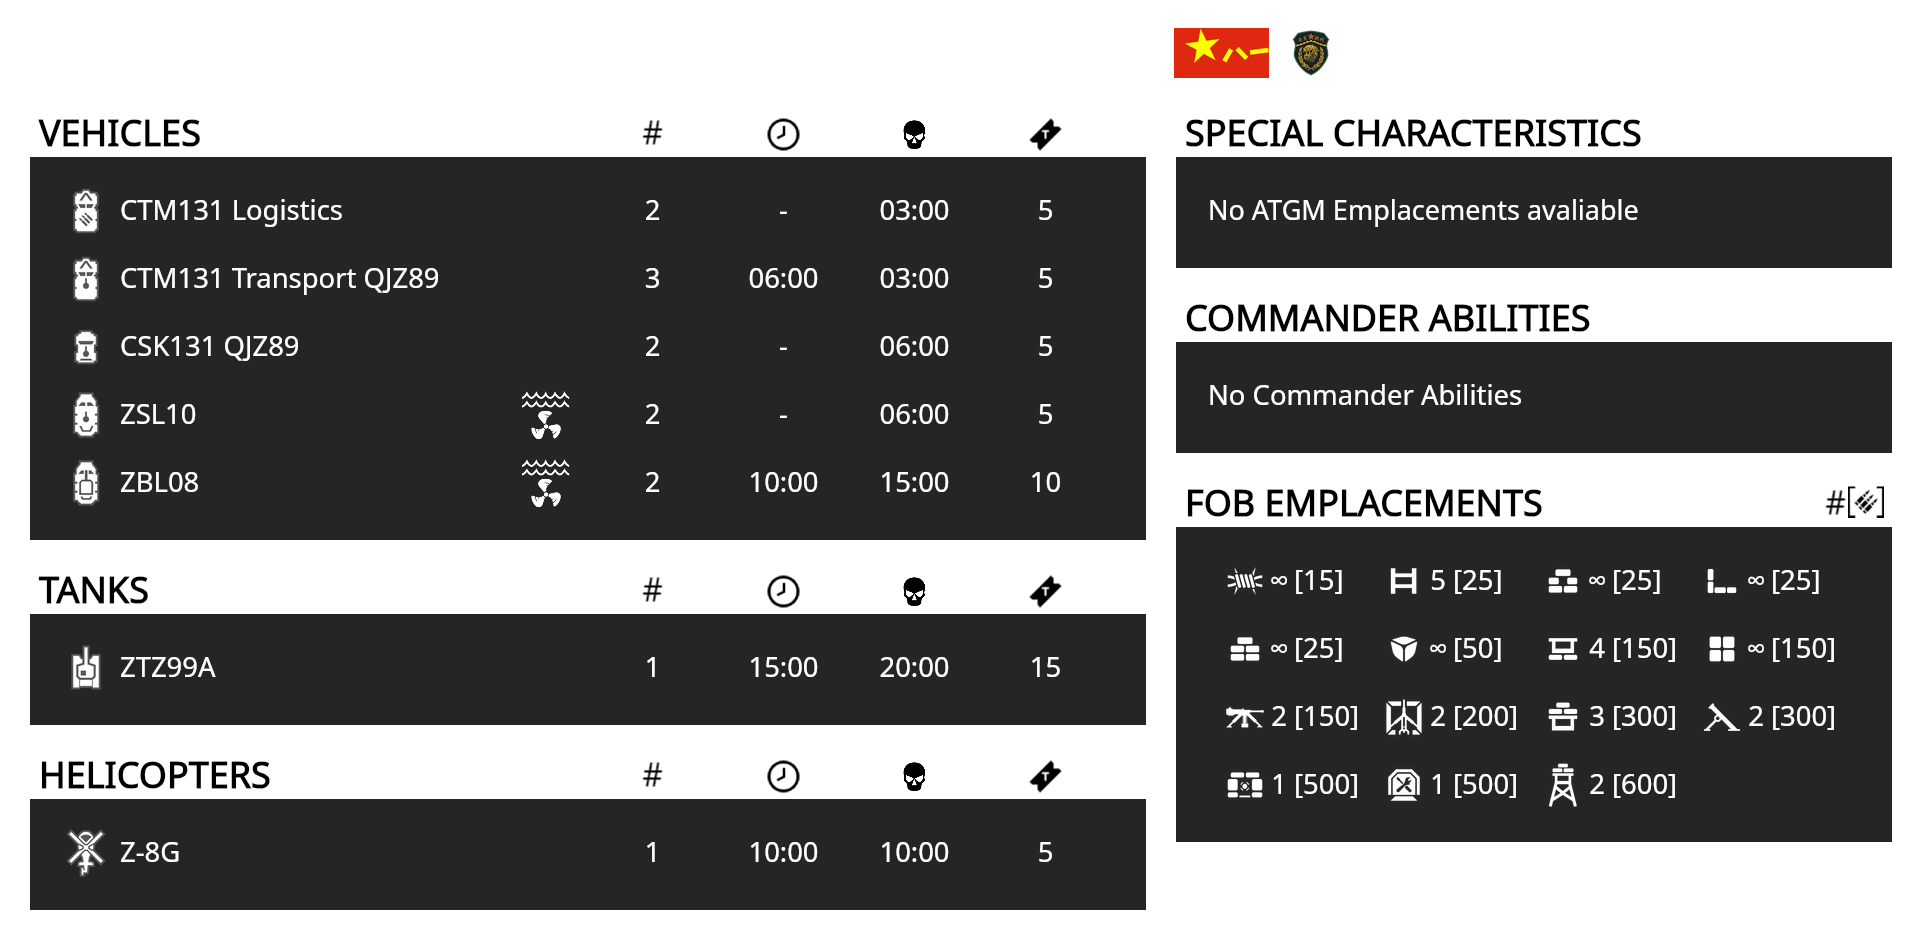 八一
VEHICLES #
CTM131 Logistics 2 - 03:00 5
CTM131 Transport QJZ89 3 06:00 03:00 5
CSK131 QJZ89 2 - 06:00 5
ZSL10 2 - 06:00 5
ZBL08 2 10:00 15:00 10
TANKS #
ZTZ99A 1 15:00 20:00 15
HELICOPTERS #
Z-8G 1 10:00 10:00 5
SPECIAL CHARACTERISTICS
No ATGM Emplacements avaliable
COMMANDER ABILITIES
No Commander Abilities
FOB EMPLACEMENTS #[]
∞ [15] 5 [25] ∞ [25] ∞ [25]
∞ [25] ∞ [50] 4 [150] ∞ [150]
2 [150] 2 [200] 3 [300] 2 [300]
1 [500] 1 [500] 2 [600]